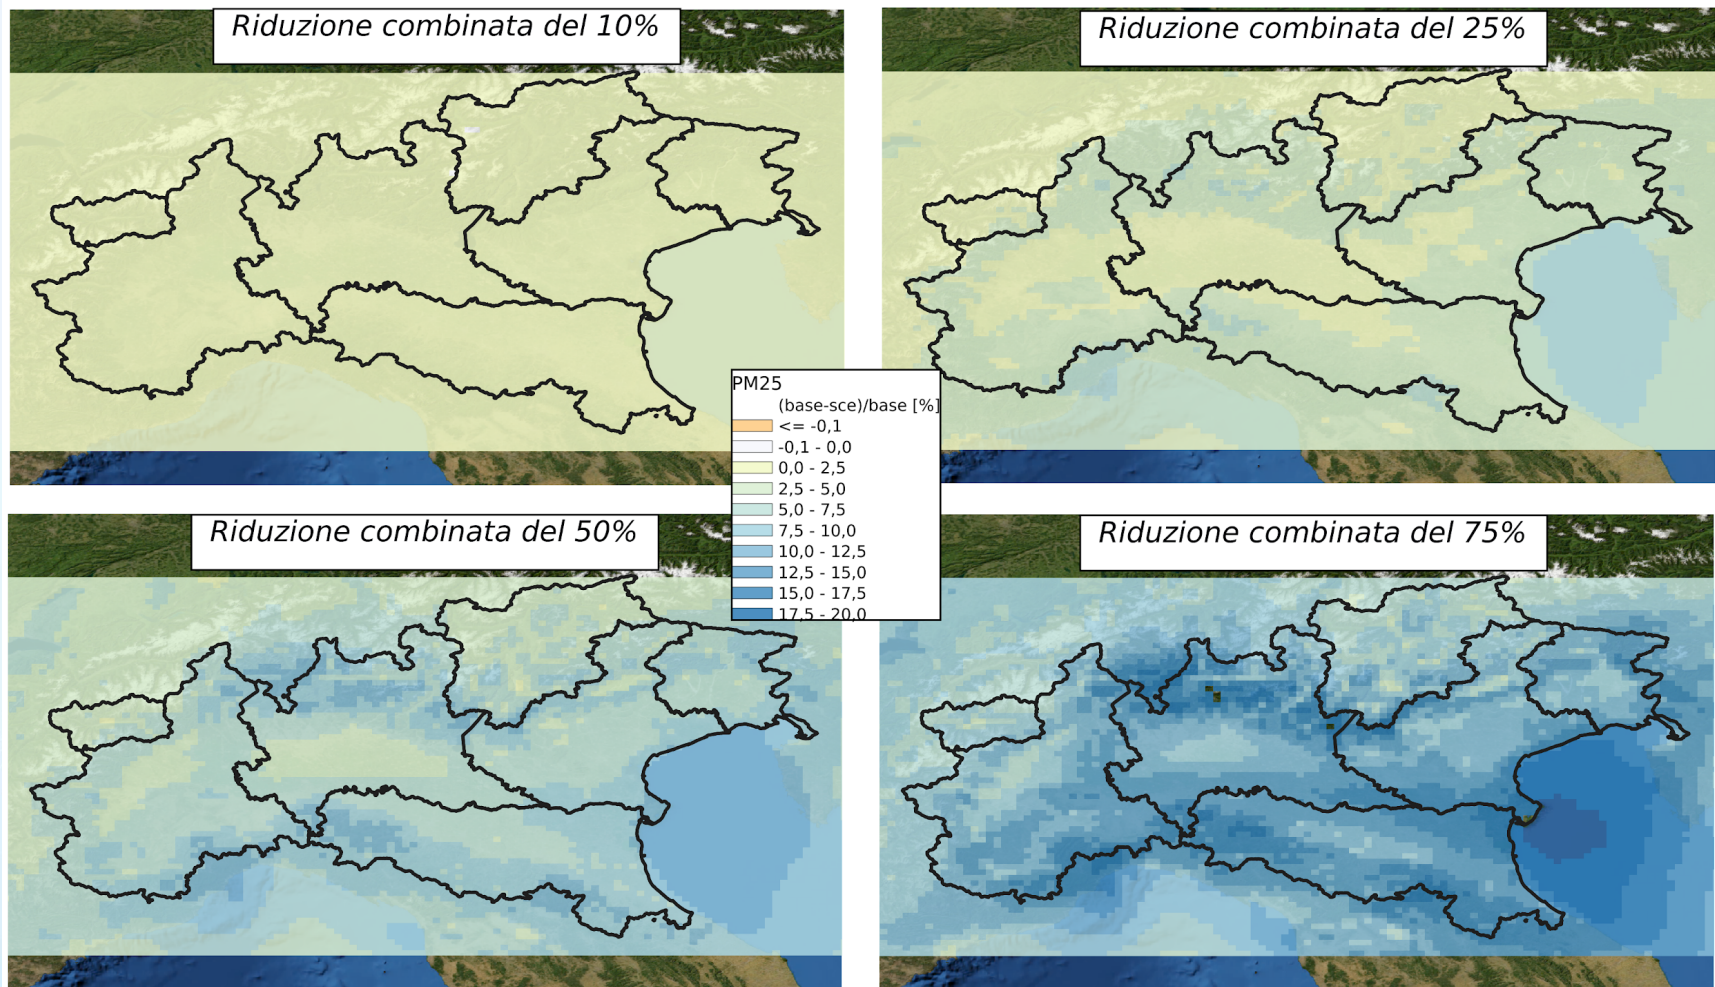 Riduzione combinata del 10%
Riduzione combinata del 25%
PM25
(base-sce)/base [%]
<= -0,1
-0,1 - 0,0
0,0 - 2,5
2,5 - 5,0
5,0 - 7,5
7,5 - 10,0
10,0 - 12,5
12,5 - 15,0
15,0 - 17,5
17,5 - 20,0
Riduzione combinata del 50%
Riduzione combinata del 75%